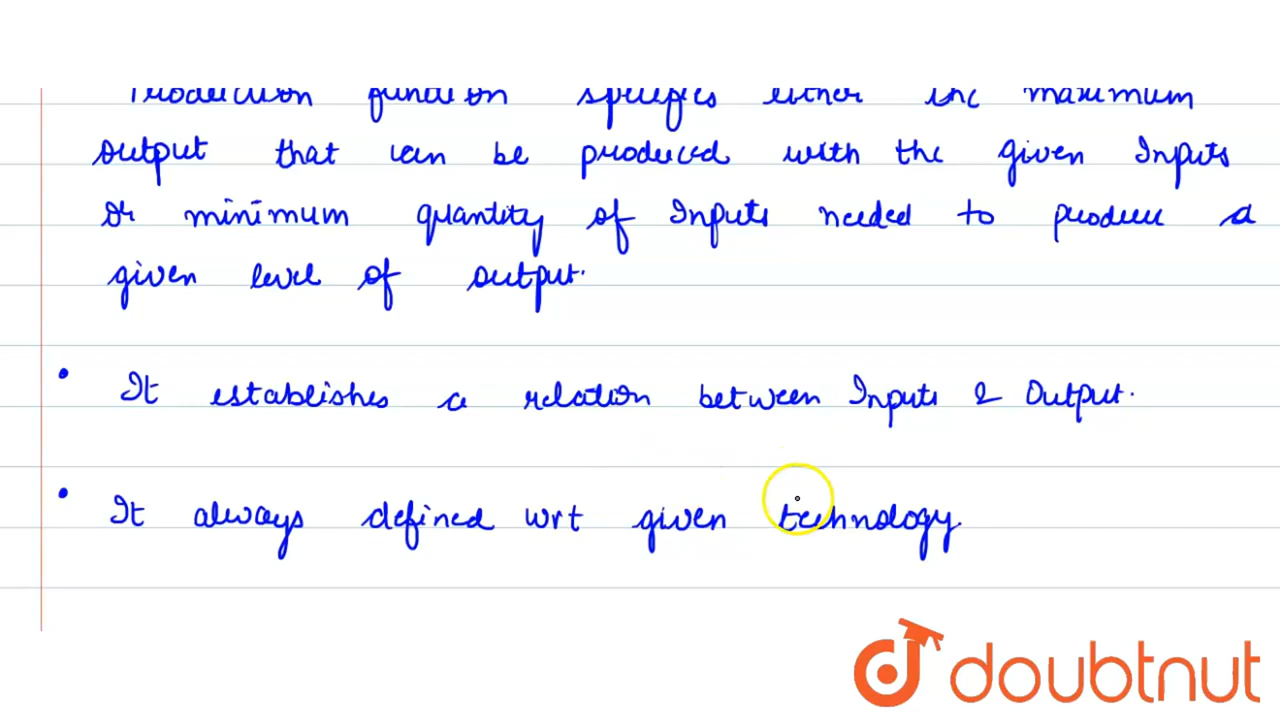 Production function specifies either the maximum
output that can be produced with the given Inputs
or minimum quantity of Inputs needed to produce a
given level of output.
• It establishes a relation between Inputs & Output.
• It always defined wrt given technology.
doubtnut